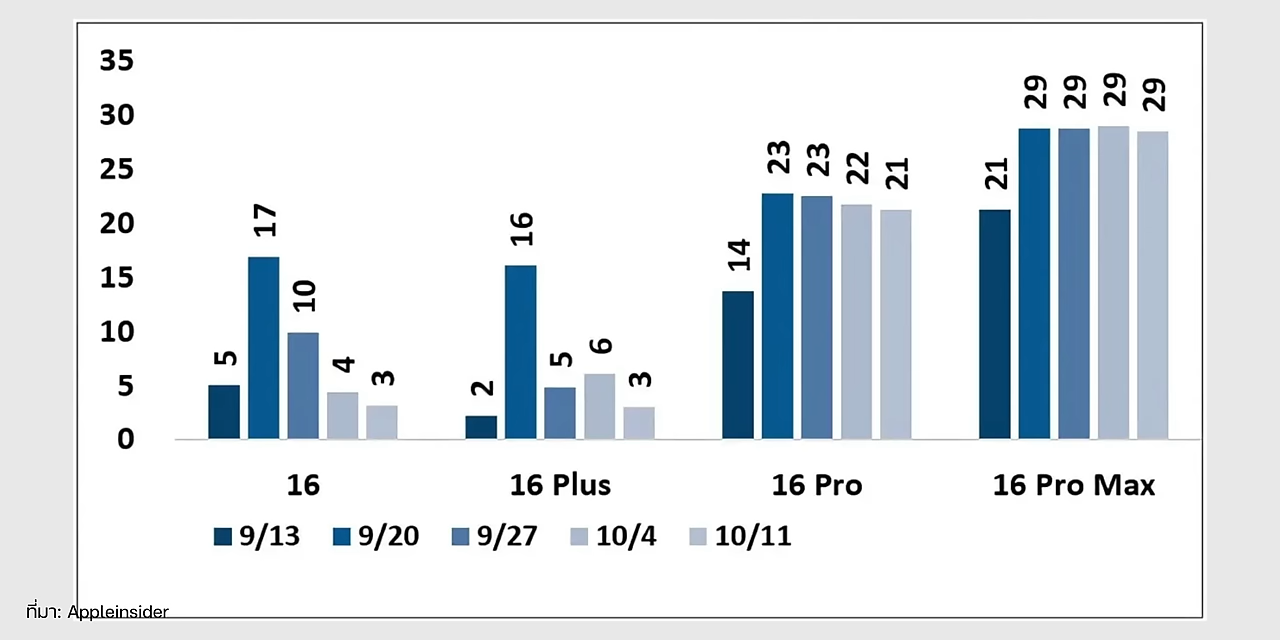 35
30
25
20
15
10
5
0
5 17 10 4 3
2 16 5 6 3
14 23 23 22 21
21 29 29 29 29
16 16 Plus 16 Pro 16 Pro Max
9/13 9/20 9/27 10/4 10/11
ที่มา: Appleinsider